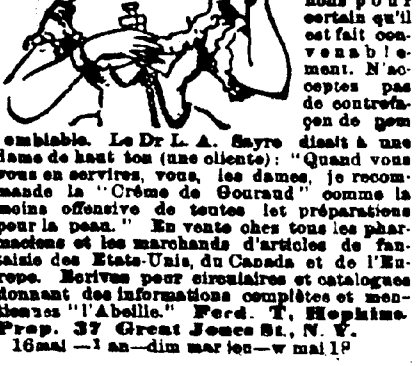 nous pour
certain qu'il
est fait con-
venable-
ment. N'ac-
ceptez pas
de contrefa-
çon de nom
emblable. Le Dr L. A. Sayre disait à une
dame de haut ton (une cliente): "Quand vous
vous en servires, vous, les dames, je recom-
mande la "Crême de Gouraud" comme la
moins offensive de toutes let préparations
pour la peau." En vente chez tous les phar-
maciens et les marchands d'articles de fan-
taisie des Etats-Unis, du Canada et de l'Eu-
rope. Ecrivez pour circulaires et catalogues
donnant des informations complètes et men-
tionnez "l'Abeille." Ferd. T. Hopkins,
Prop. 37 Great Jones St., N. Y.
16mai —1 an—dim mar jeu—w mai 18